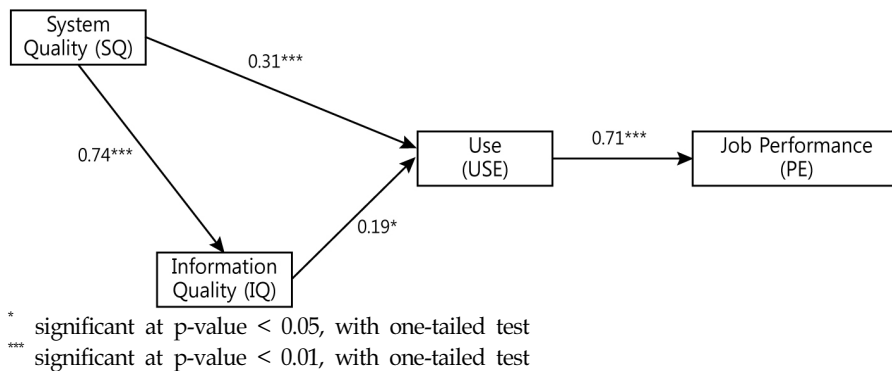 System
Quality (SQ)
0.31***
0.74***
Use
(USE)
0.71***
Job Performance
(PE)
0.19*
Information
Quality (IQ)
* significant at p-value < 0.05, with one-tailed test
*** significant at p-value < 0.01, with one-tailed test